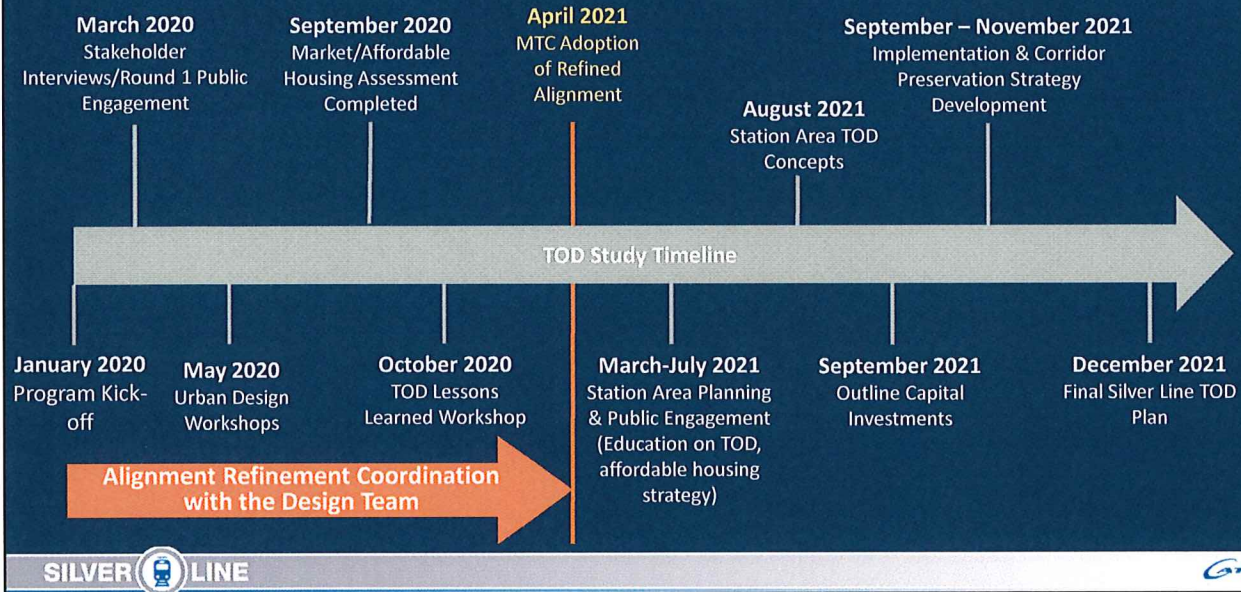 March 2020
Stakeholder
Interviews/Round 1 Public
Engagement
September 2020
Market/Affordable
Housing Assessment
Completed
April 2021
MTC Adoption
of Refined
Alignment
August 2021
Station Area TOD
Concepts
September – November 2021
Implementation & Corridor
Preservation Strategy
Development
TOD Study Timeline
January 2020
Program Kick-
off
May 2020
Urban Design
Workshops
October 2020
TOD Lessons
Learned Workshop
March-July 2021
Station Area Planning
& Public Engagement
(Education on TOD,
affordable housing
strategy)
September 2021
Outline Capital
Investments
December 2021
Final Silver Line TOD
Plan
Alignment Refinement Coordination
with the Design Team
SILVER LINE